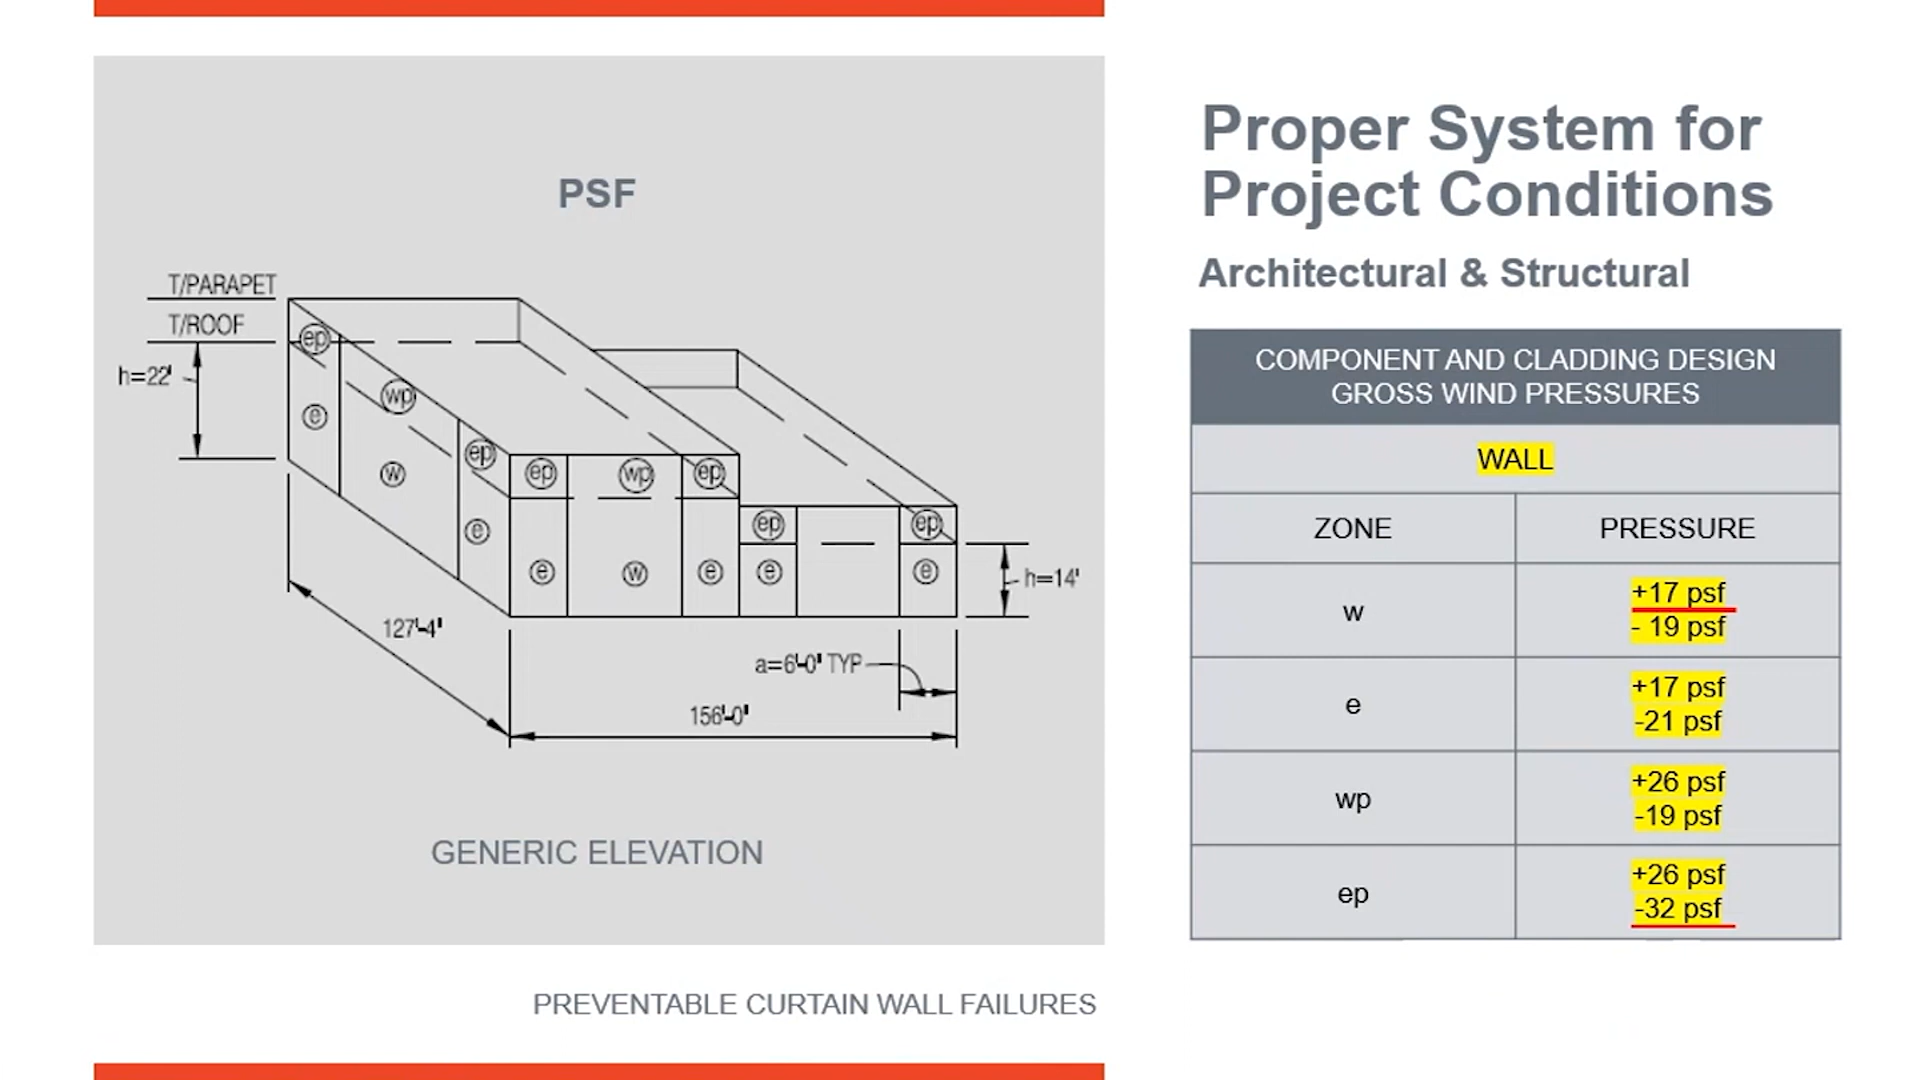 PSF
T/PARAPET
T/ROOF
h=22'
ep
wp
e
w
ep
e
ep
wp
ep
e
w
e
ep
ep
e
e
h=14'
127'-4"
a=6'-0" TYP
156'-0"
GENERIC ELEVATION
PREVENTABLE CURTAIN WALL FAILURES
Proper System for
Project Conditions
Architectural & Structural
COMPONENT AND CLADDING DESIGN
GROSS WIND PRESSURES
WALL
ZONE PRESSURE
w
+17 psf
- 19 psf
e
+17 psf
-21 psf
wp
+26 psf
-19 psf
ep
+26 psf
-32 psf